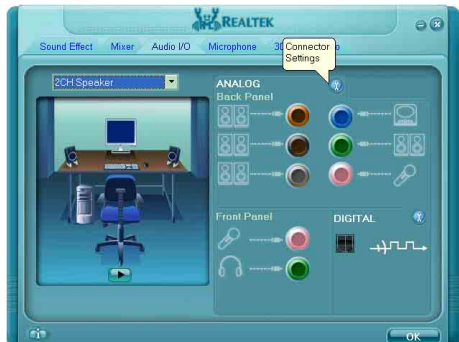 REALTEK
Sound Effect Mixer Audio I/O Microphone 3D
Connector
Settings
2CH Speaker
ANALOG
Back Panel
Front Panel
DIGITAL
OK